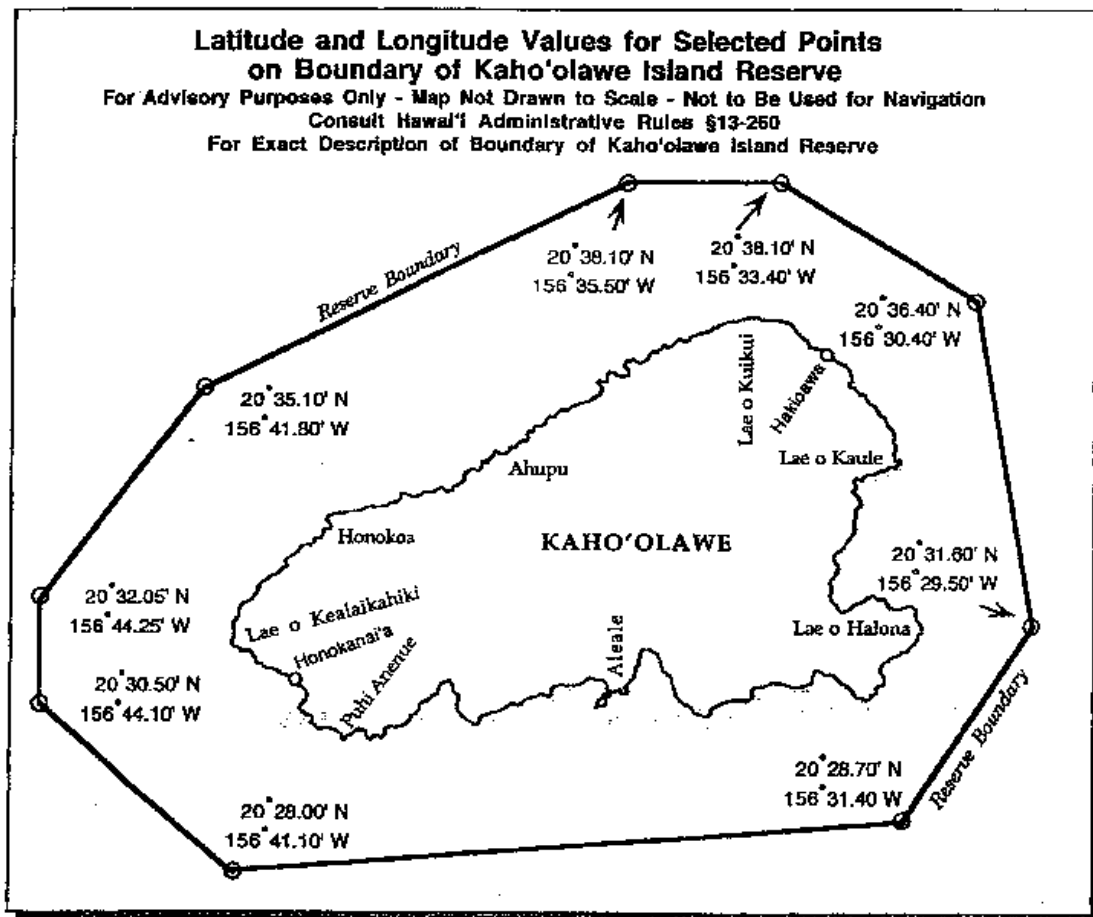 Latitude and Longitude Values for Selected Points
on Boundary of Kaho'olawe Island Reserve
For Advisory Purposes Only - Map Not Drawn to Scale - Not to Be Used for Navigation
Consult Hawai'i Administrative Rules §13-260
For Exact Description of Boundary of Kaho'olawe Island Reserve
Reserve Boundary
20°38.10' N
156°35.50' W
20°38.10' N
156°33.40' W
20°36.40' N
156°30.40' W
20°35.10' N
156°41.80' W
Lae o Kuikui
Hakioawa
Lae o Kaule
Ahupu
Honokoa
KAHO'OLAWE
20°31.60' N
156°29.50' W
20°32.05' N
156°44.25' W
Lae o Kealaikahiki
Honokanai'a
Puhi Anenue
Aleale
Lae o Halona
20°30.50' N
156°44.10' W
Reserve Boundary
20°28.70' N
156°31.40 W
20°28.00' N
156°41.10' W